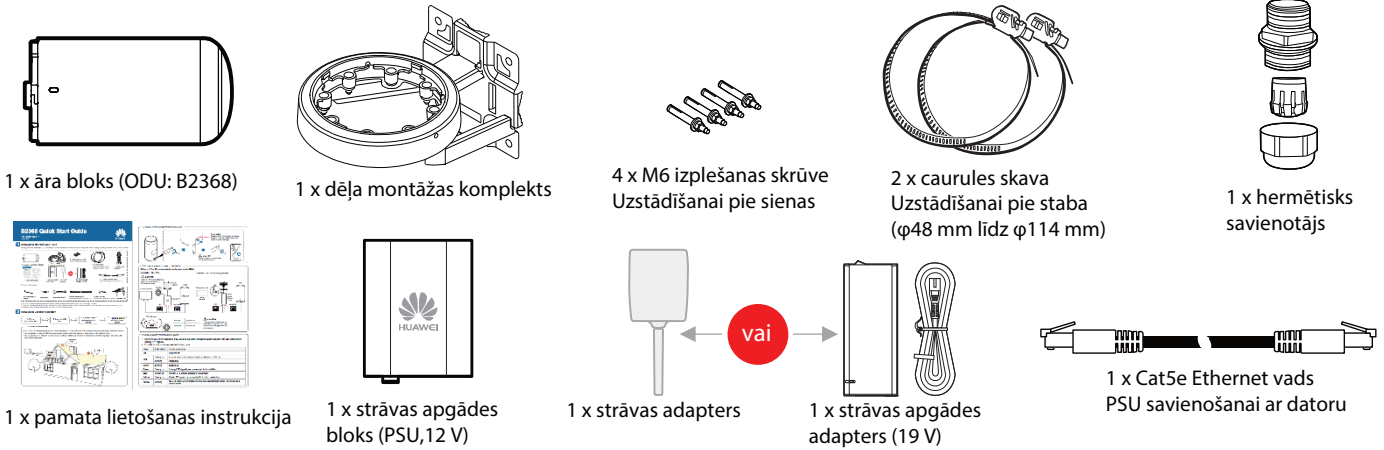 1 x āra bloks (ODU: B2368)
1 x dēļa montāžas komplekts
4 x M6 izplešanas skrūve
Uzstādīšanai pie sienas
2 x caurules skava
Uzstādīšanai pie staba
(φ48 mm līdz φ114 mm)
1 x hermētisks
savienotājs
B2368 Quick Start Guide
HUAWEI
vai
1 x pamata lietošanas instrukcija
1 x strāvas apgādes
bloks (PSU,12 V)
1 x strāvas adapters
1 x strāvas apgādes
adapters (19 V)
1 x Cat5e Ethernet vads
PSU savienošanai ar datoru